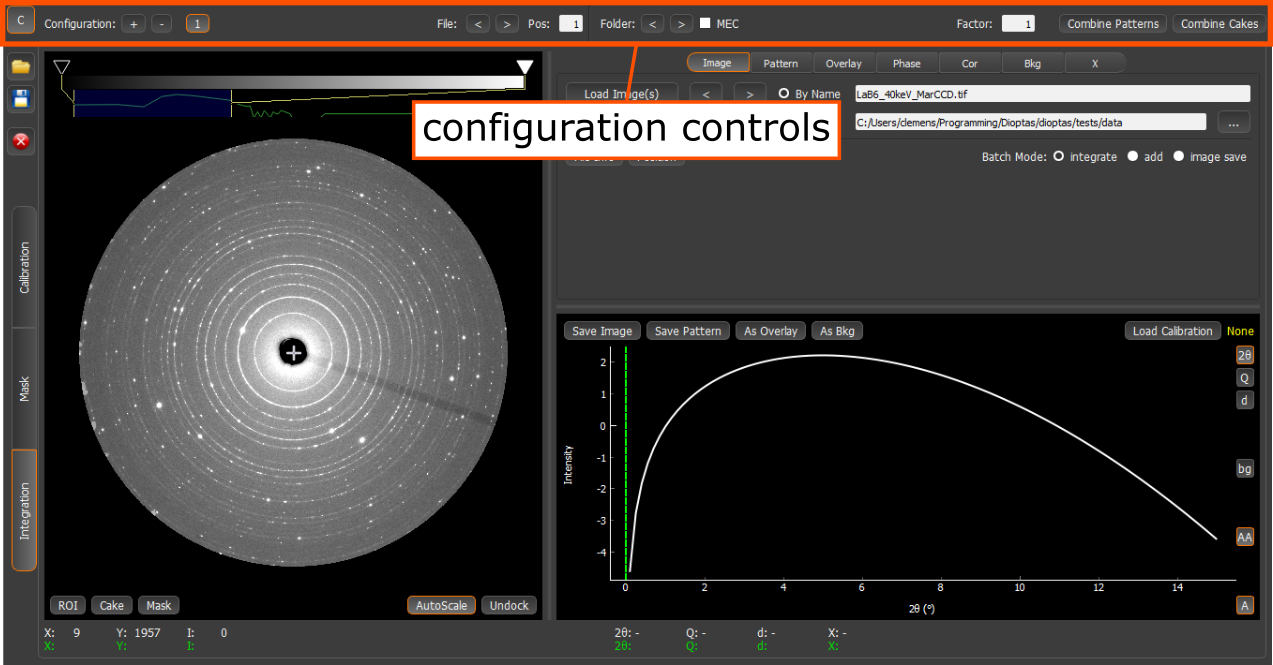 C Configuration: + - 1 File: < > Pos: 1 Folder: < > MEC Factor: 1 Combine Patterns Combine Cakes
Image Pattern Overlay Phase Cor Bkg X
Load Image(s) < > By Name LaB6_40keV_MarCCD.tif
configuration controls
C:/Users/clemens/Programming/Dioptas/dioptas/tests/data ...
Batch Mode: integrate add image save
Calibration
Mask
Integration
Save Image Save Pattern As Overlay As Bkg Load Calibration None
2θ
Q
d
bg
AA
A
Intensity
2
1
0
-1
-2
-3
-4
0 2 4 6 8 10 12 14
2θ (°)
ROI Cake Mask AutoScale Undock
X: 9 Y: 1957 I: 0 2θ: - Q: - d: - X: -
X: Y: I: 2θ: Q: d: X: